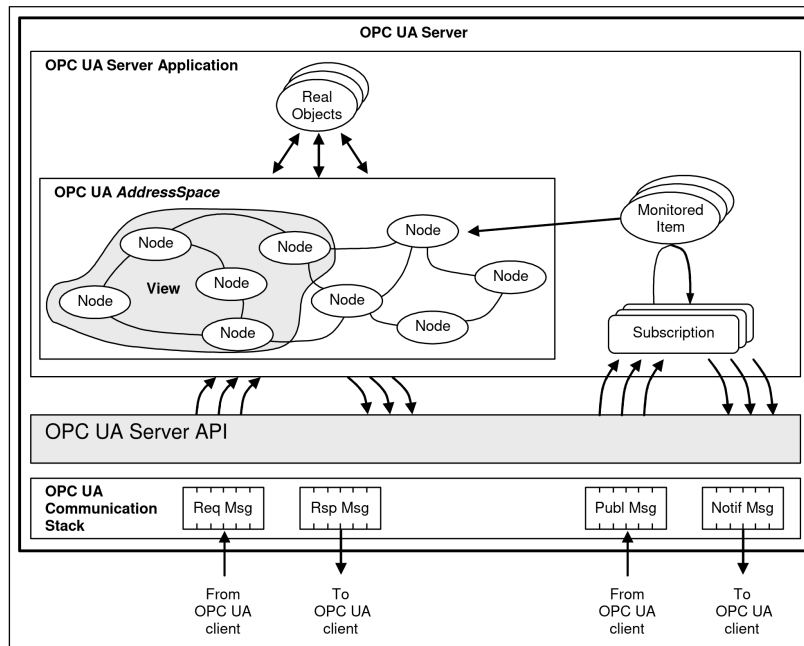 OPC UA Server
OPC UA Server Application
Real
Objects
OPC UA AddressSpace
Node
Node
Node
Monitored
Item
View
Node
Node
Node
Node
Node
Node
Subscription
OPC UA Server API
OPC UA
Communication
Stack
Req Msg
Rsp Msg
Publ Msg
Notif Msg
From
OPC UA
client
To
OPC UA
client
From
OPC UA
client
To
OPC UA
client